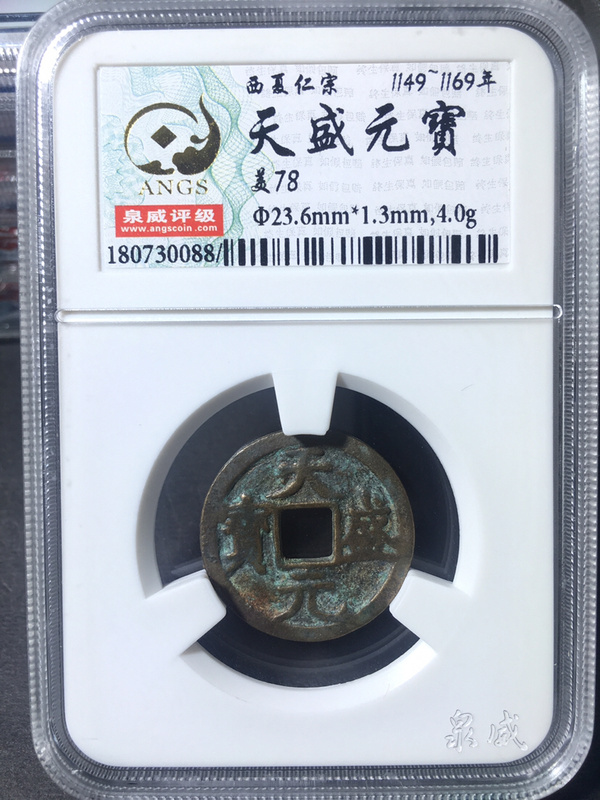 西夏仁宗 1149~1169年
天盛元寶
美78
Φ23.6mm*1.3mm,4.0g
ANGS
泉威评级
www.angscoin.com
180730088/
天
寳 盛
元
泉威